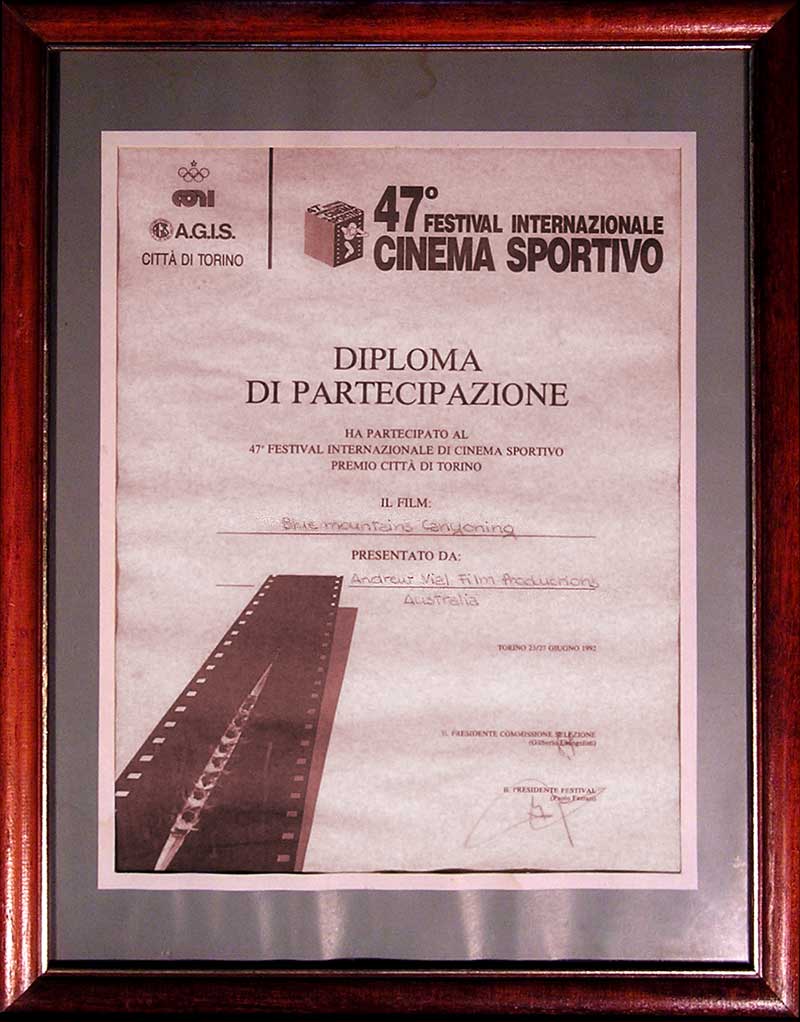 A.G.I.S.
CITTÀ DI TORINO
47° FESTIVAL INTERNAZIONALE
CINEMA SPORTIVO
DIPLOMA
DI PARTECIPAZIONE
HA PARTECIPATO AL
47° FESTIVAL INTERNAZIONALE DI CINEMA SPORTIVO
PREMIO CITTÀ DI TORINO
IL FILM:
Blue mountains Canyoning
PRESENTATO DA:
Andrew Vial Film Productions
Australia
TORINO 23/27 GIUGNO 1992
IL PRESIDENTE COMMISSIONE SELEZIONE
IL PRESIDENTE FESTIVAL